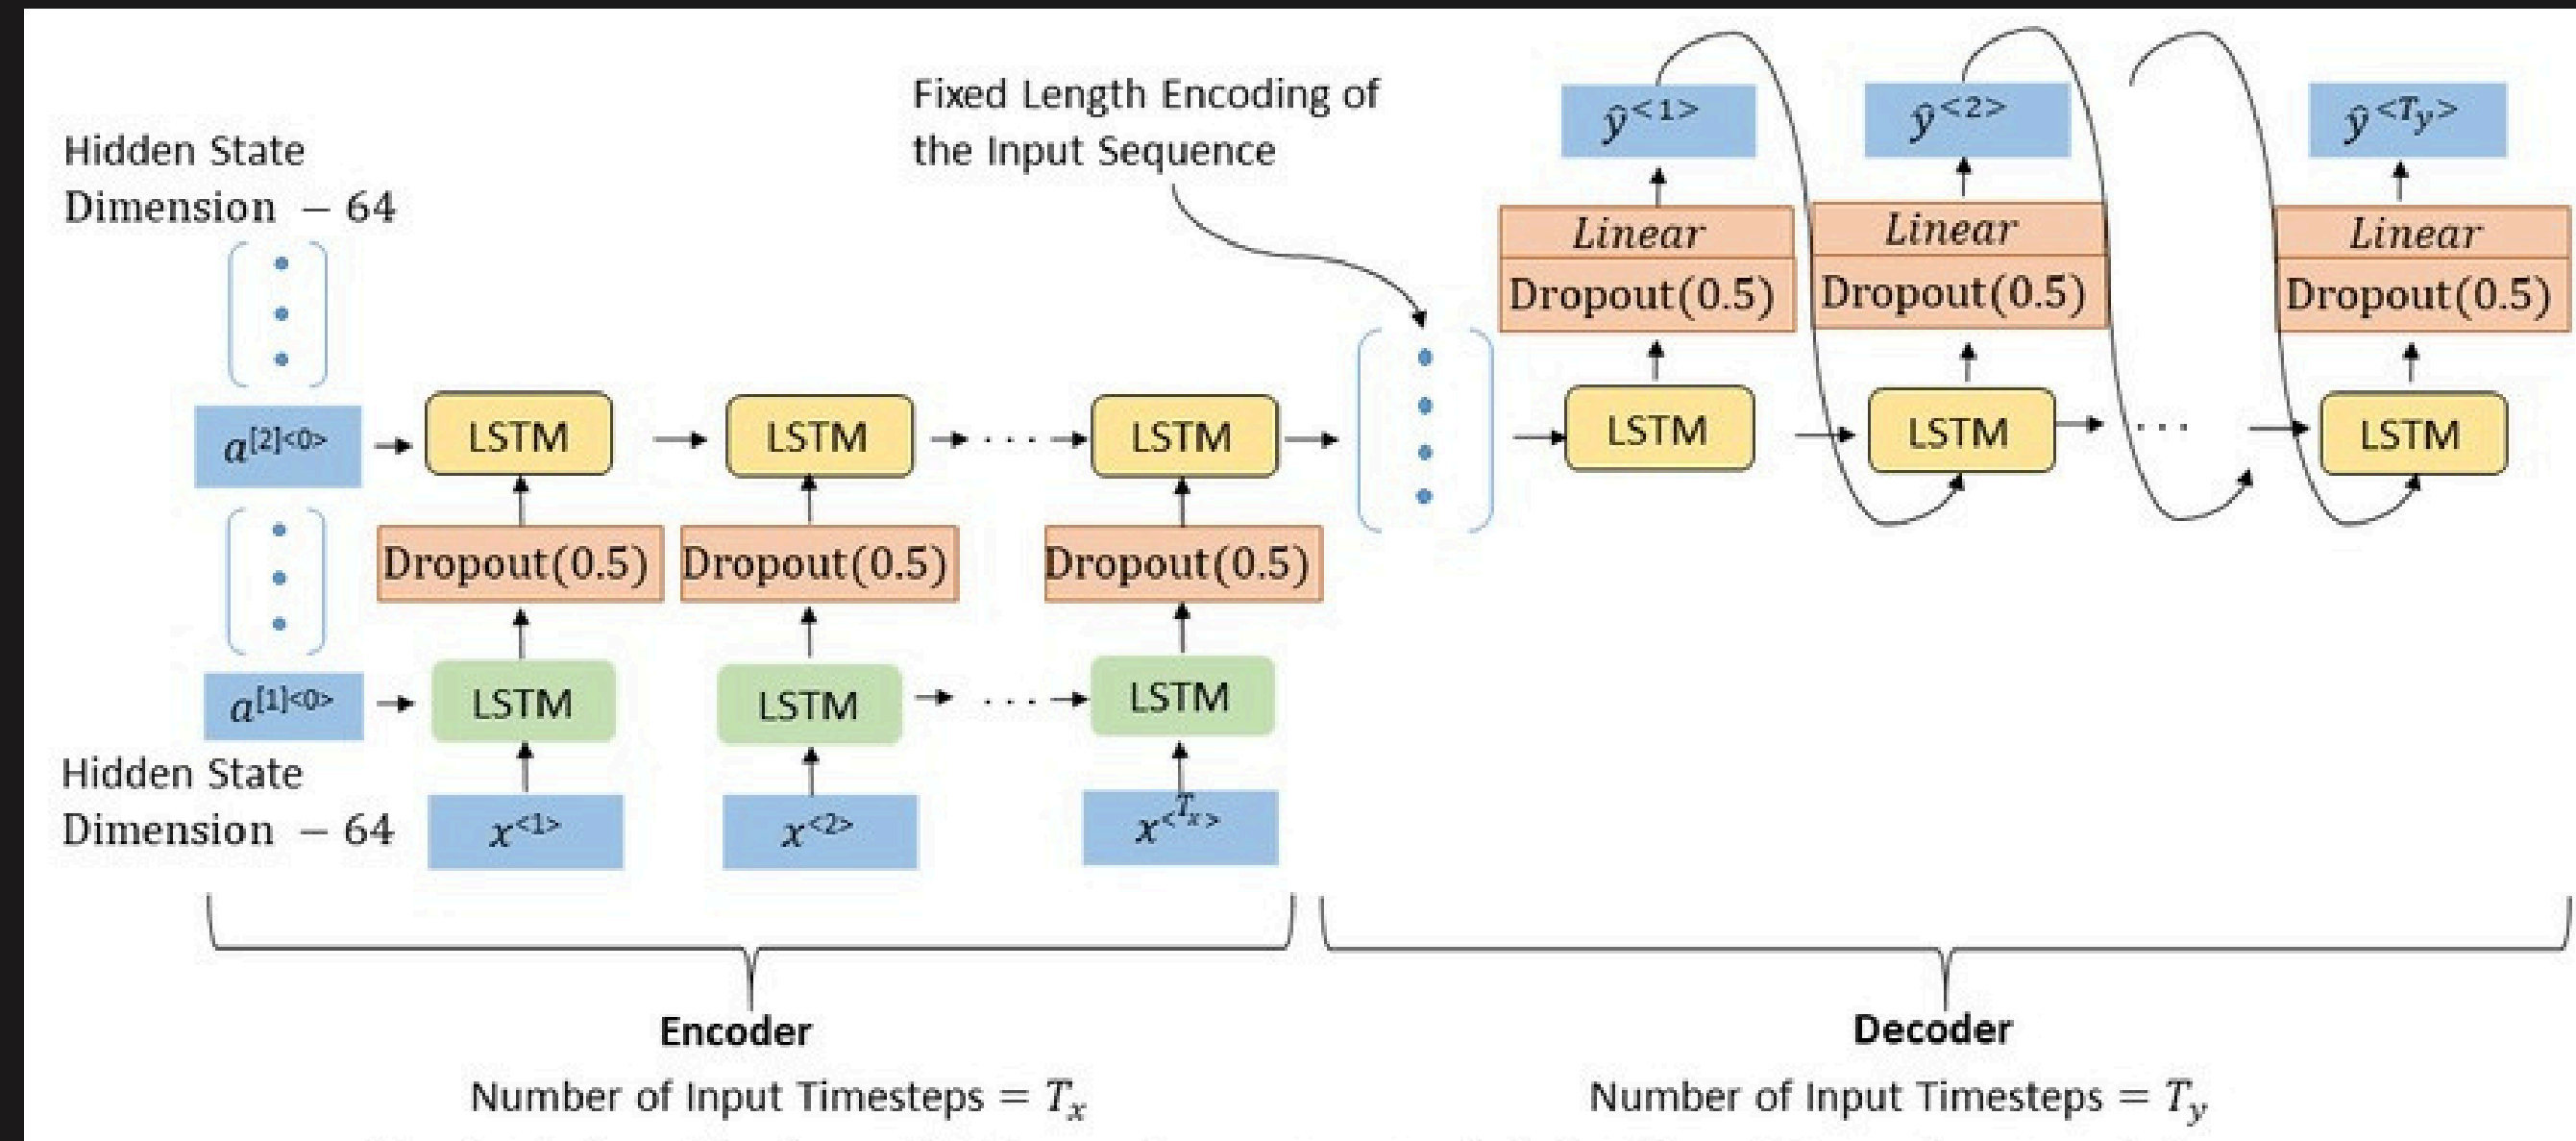 Fixed Length Encoding of
the Input Sequence
Hidden State
Dimension – 64
ŷ<1>
ŷ<2>
ŷ<Ty>
Linear
Linear
Linear
Dropout(0.5)
Dropout(0.5)
Dropout(0.5)
a[2]<0>
LSTM
LSTM
. . .
LSTM
LSTM
LSTM
. . .
LSTM
Dropout(0.5)
Dropout(0.5)
Dropout(0.5)
a[1]<0>
LSTM
LSTM
. . .
LSTM
Hidden State
Dimension – 64
x<1>
x<2>
x<Tx>
Encoder
Decoder
Number of Input Timesteps = Tx
Number of Input Timesteps = Ty